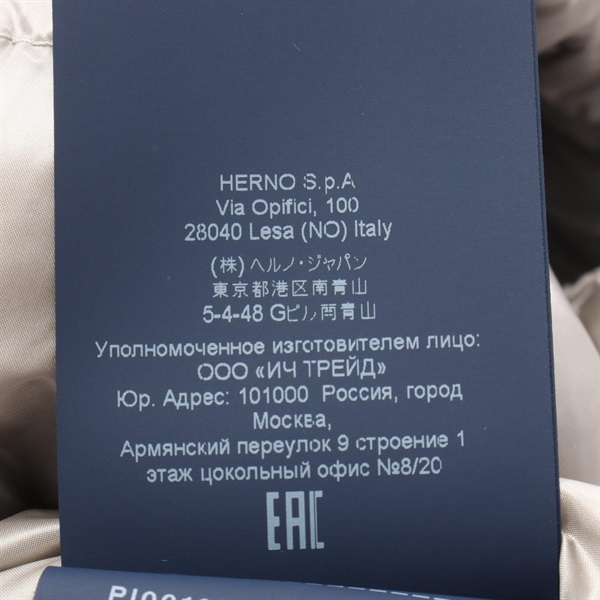 HERNO S.p.A
Via Opifici, 100
28040 Lesa (NO) Italy
(株)ヘルノ・ジャパン
東京都港区南青山
5-4-48 Gビル南青山
Уполномоченное изготовителем лицо:
ООО «ИЧ ТРЕЙД»
Юр. Адрес: 101000 Россия, город
Москва,
Армянский переулок 9 строение 1
этаж цокольный офис №8/20
EAC